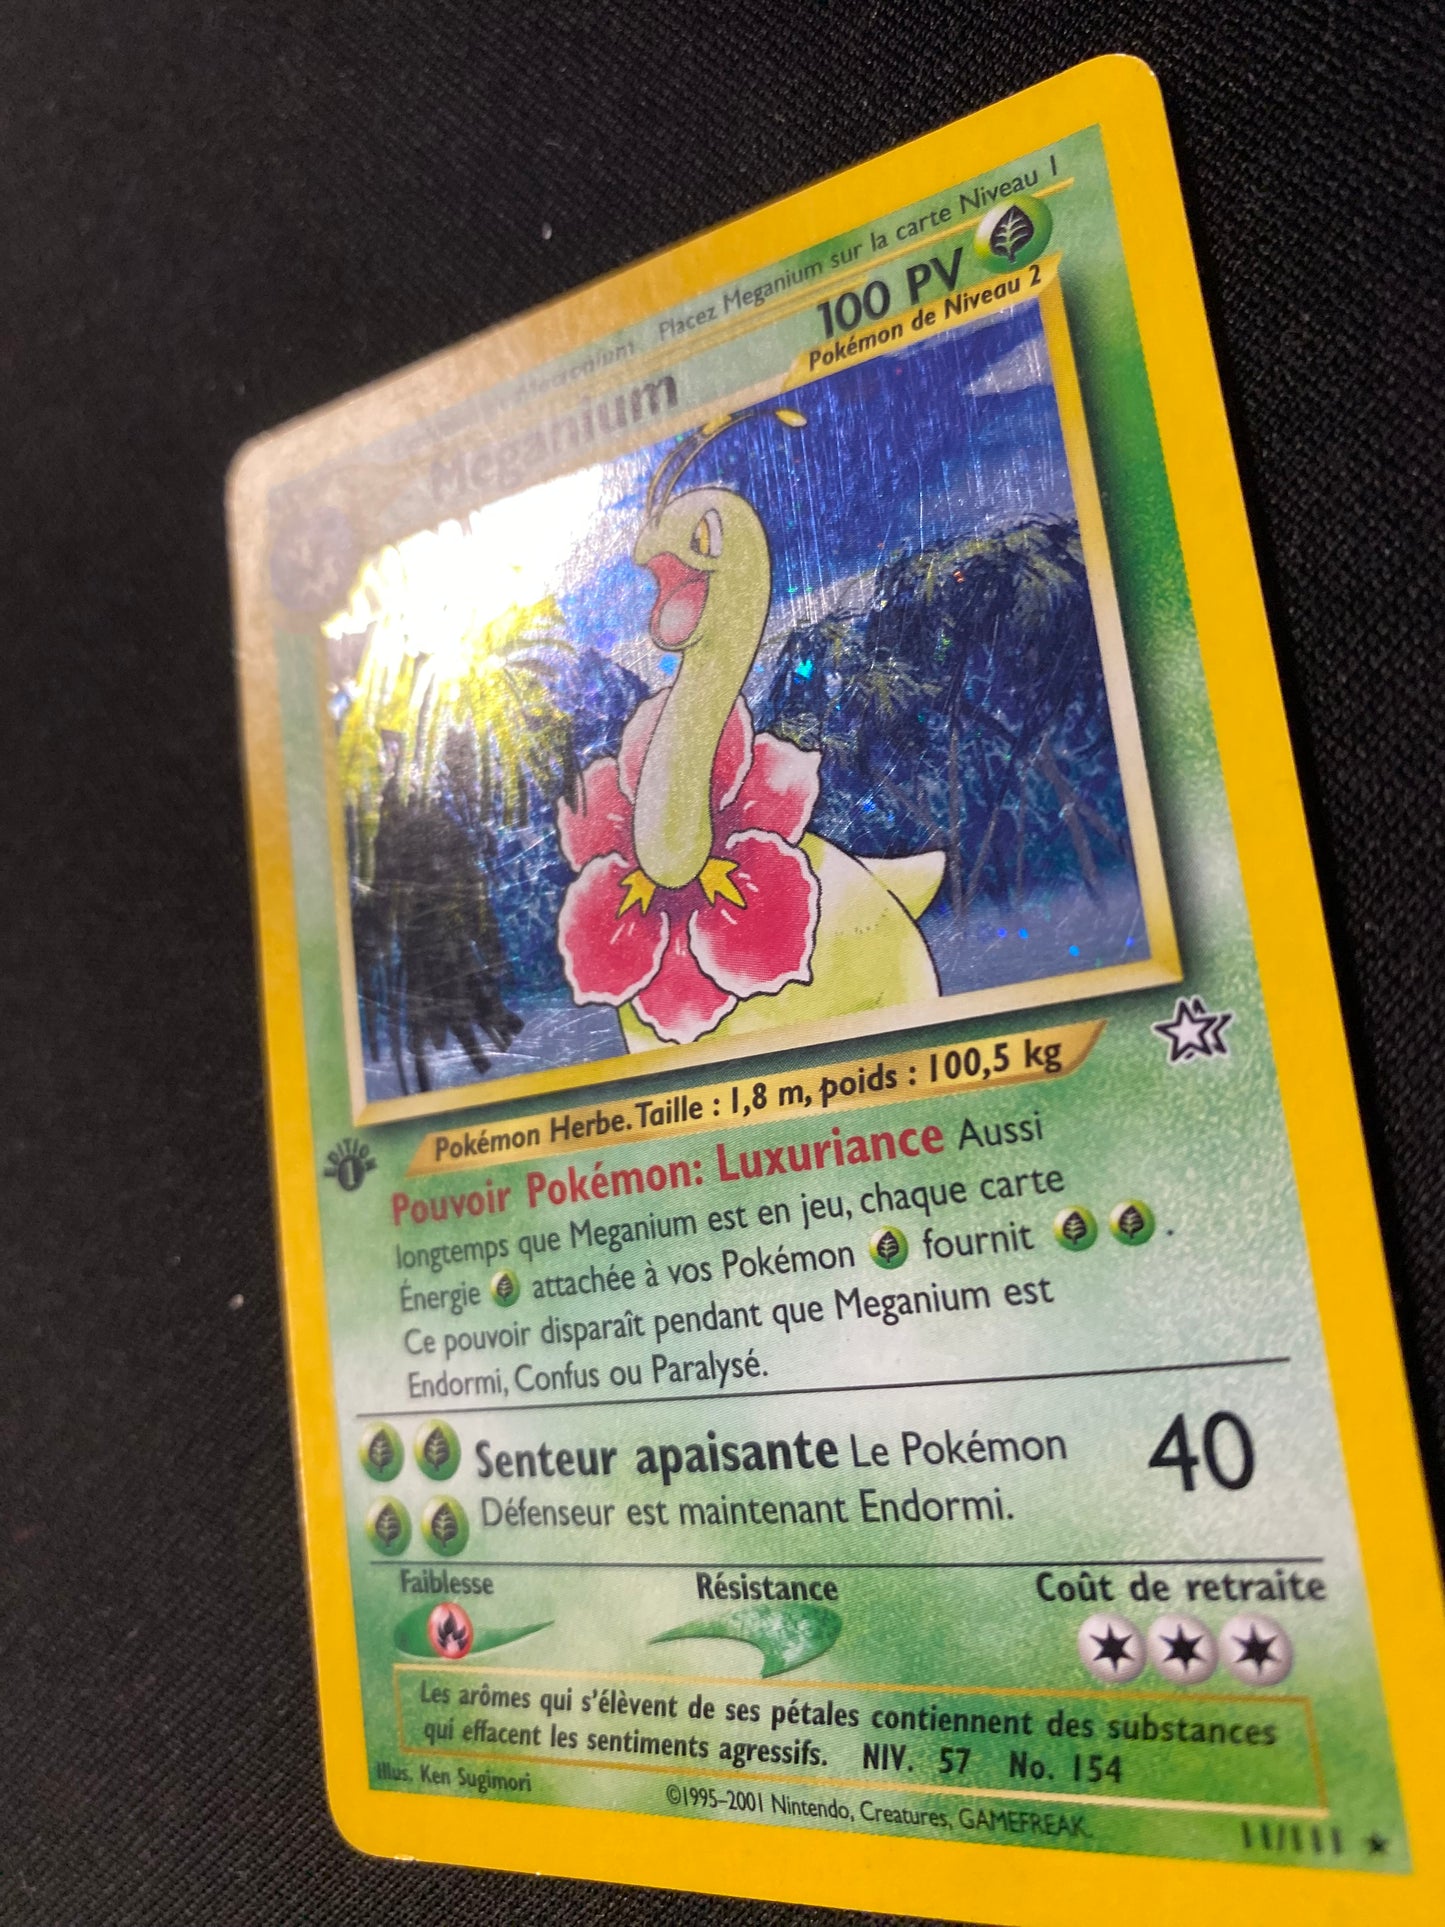 Placez Meganium sur la carte Niveau 1
Meganium
100 PV
Pokémon de Niveau 2
EDITION
1
Pokémon Herbe. Taille : 1,8 m, poids : 100,5 kg
Pouvoir Pokémon: Luxuriance Aussi
longtemps que Meganium est en jeu, chaque carte
Énergie attachée à vos Pokémon fournit .
Ce pouvoir disparaît pendant que Meganium est
Endormi, Confus ou Paralysé.
Senteur apaisante Le Pokémon
Défenseur est maintenant Endormi.
40
Faiblesse
Résistance
Coût de retraite
Les arômes qui s'élèvent de ses pétales contiennent des substances
qui effacent les sentiments agressifs. NIV. 57 No. 154
Illus. Ken Sugimori
©1995–2001 Nintendo, Creatures, GAMEFREAK.
11/111